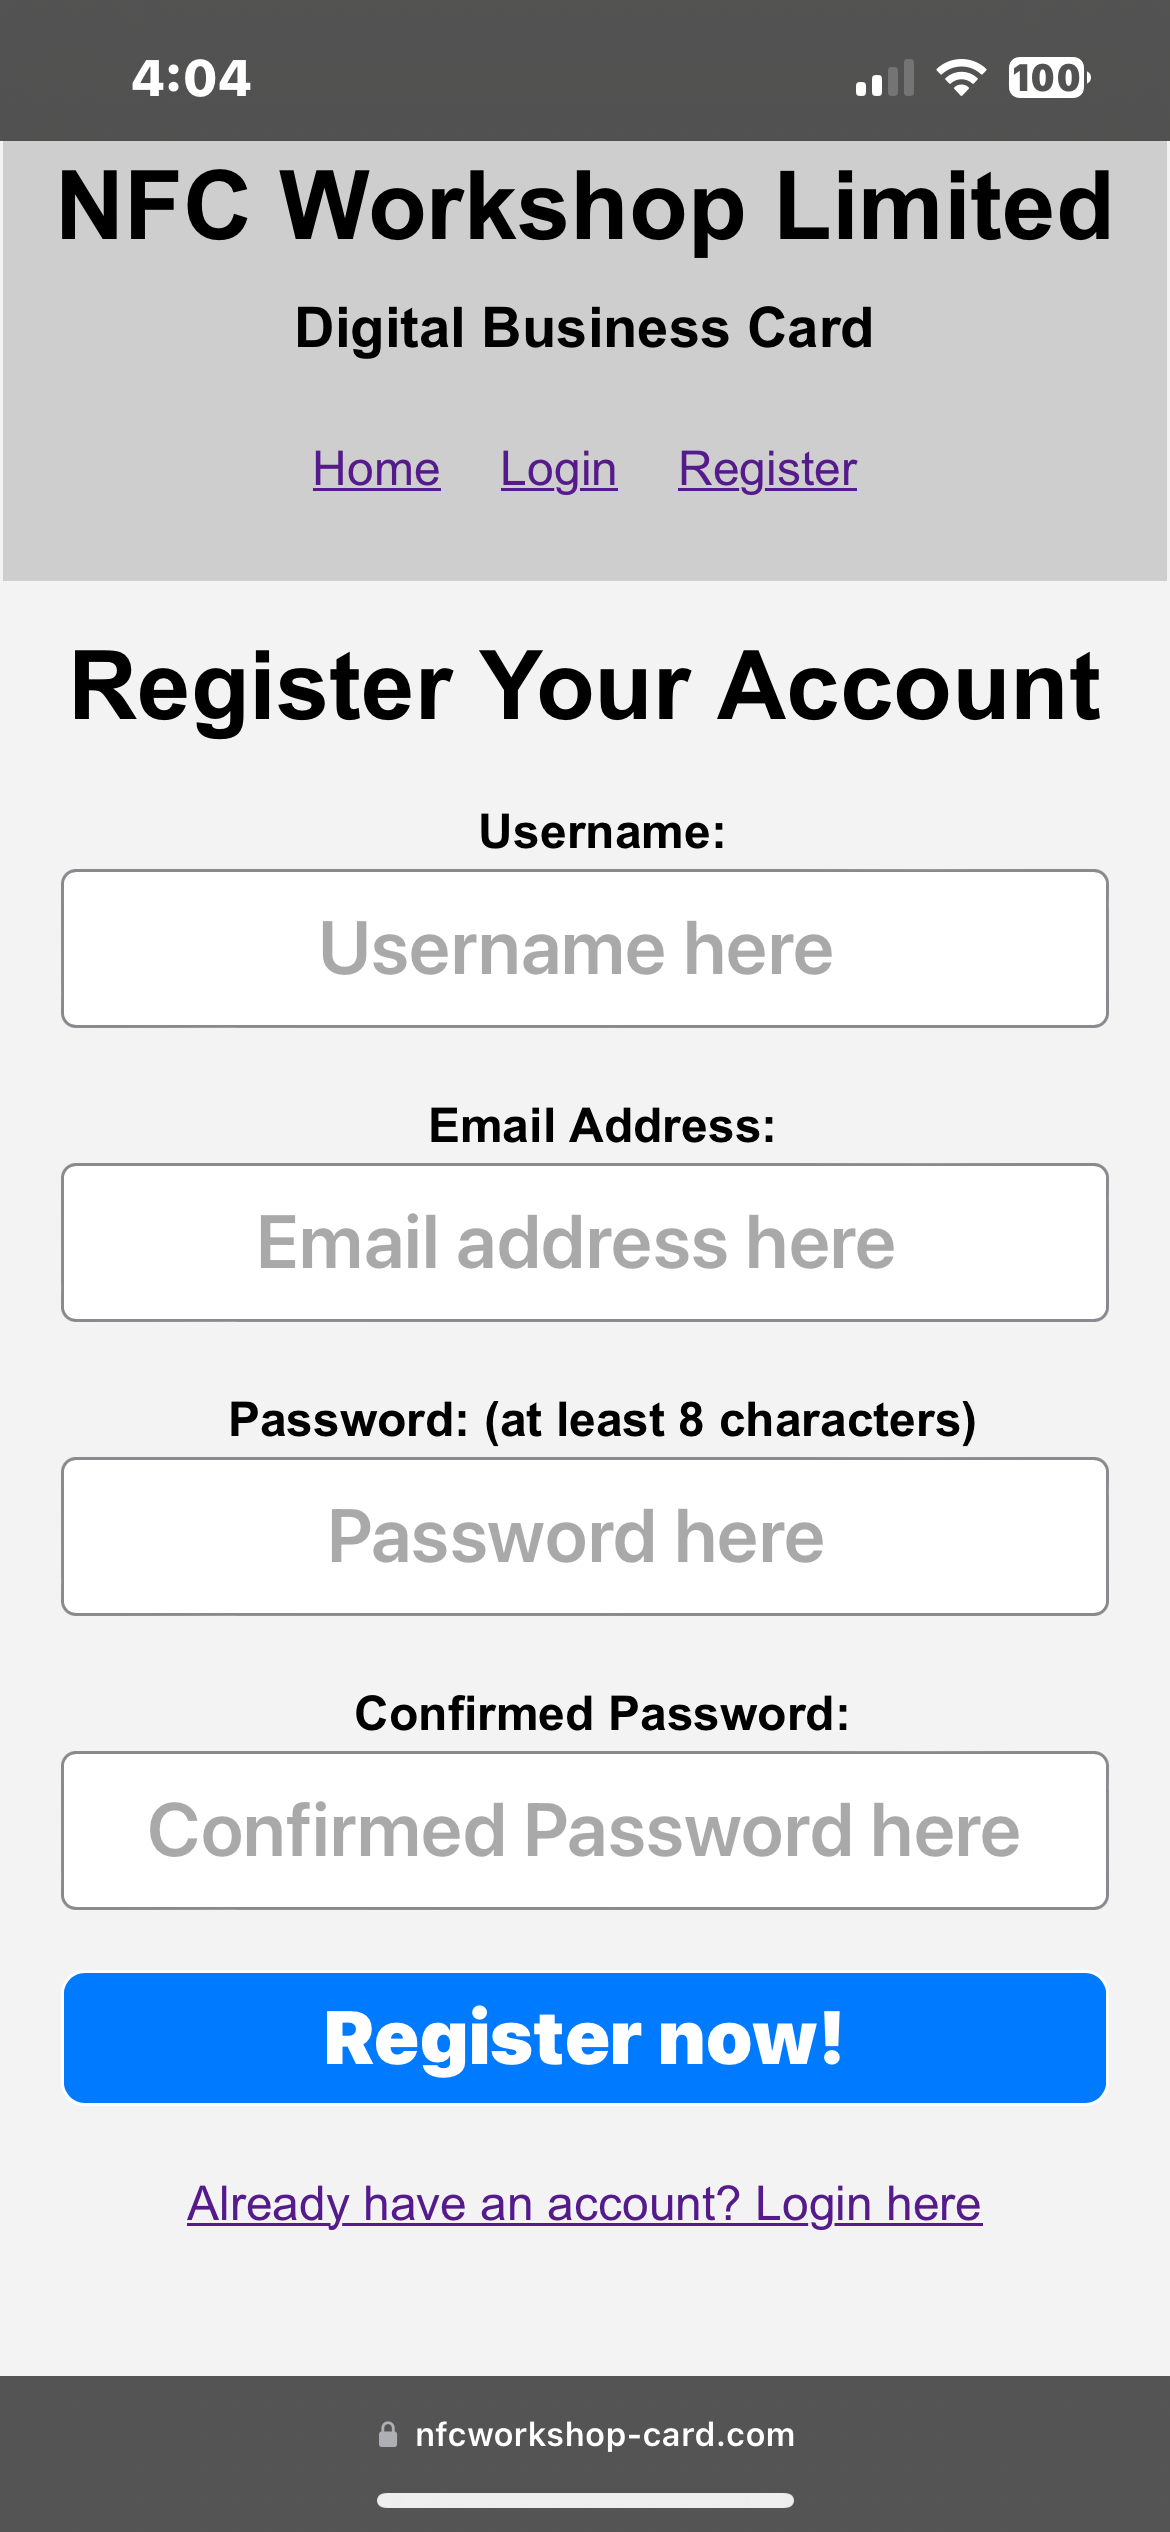 4:04
100
NFC Workshop Limited
Digital Business Card
Home Login Register
Register Your Account
Username:
Username here
Email Address:
Email address here
Password: (at least 8 characters)
Password here
Confirmed Password:
Confirmed Password here
Register now!
Already have an account? Login here
nfcworkshop-card.com